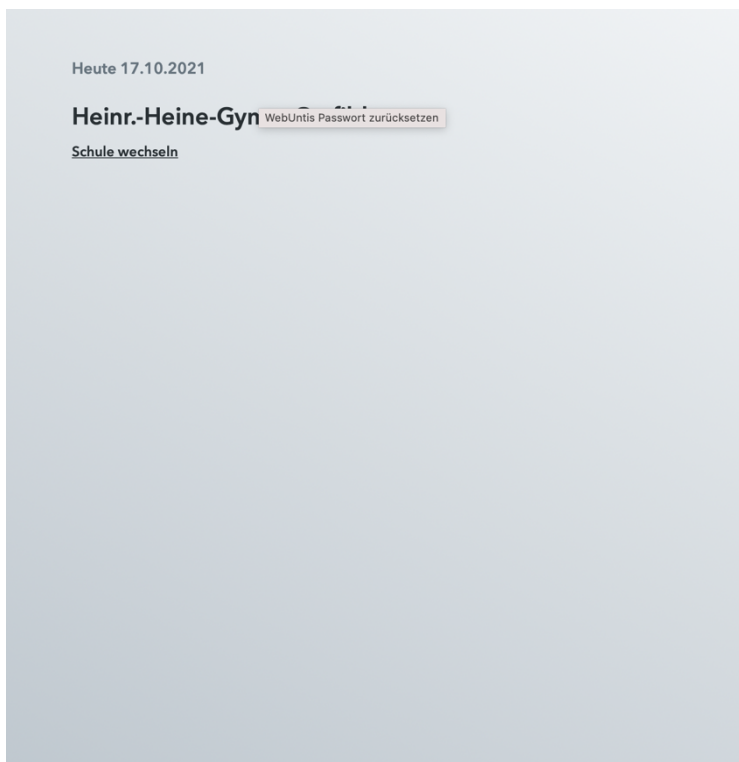 Heute 17.10.2021
Heinr.-Heine-Gym
WebUntis Passwort zurücksetzen
Schule wechseln